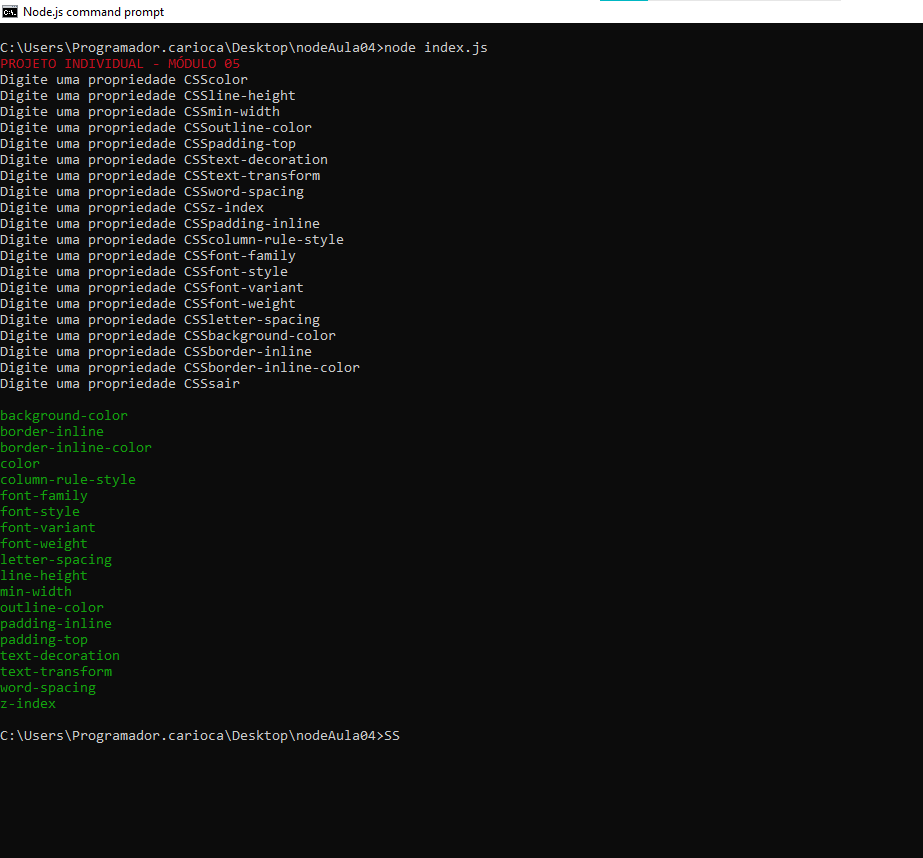 Node.js command prompt
C:\Users\Programador.carioca\Desktop\nodeAula04>node index.js
PROJETO INDIVIDUAL - MÓDULO 05
Digite uma propriedade CSScolor
Digite uma propriedade CSSline-height
Digite uma propriedade CSSmin-width
Digite uma propriedade CSSoutline-color
Digite uma propriedade CSSpadding-top
Digite uma propriedade CSStext-decoration
Digite uma propriedade CSStext-transform
Digite uma propriedade CSSword-spacing
Digite uma propriedade CSSz-index
Digite uma propriedade CSSpadding-inline
Digite uma propriedade CSScolumn-rule-style
Digite uma propriedade CSSfont-family
Digite uma propriedade CSSfont-style
Digite uma propriedade CSSfont-variant
Digite uma propriedade CSSfont-weight
Digite uma propriedade CSSletter-spacing
Digite uma propriedade CSSbackground-color
Digite uma propriedade CSSborder-inline
Digite uma propriedade CSSborder-inline-color
Digite uma propriedade CSSsair
background-color
border-inline
border-inline-color
color
column-rule-style
font-family
font-style
font-variant
font-weight
letter-spacing
line-height
min-width
outline-color
padding-inline
padding-top
text-decoration
text-transform
word-spacing
z-index
C:\Users\Programador.carioca\Desktop\nodeAula04>SS